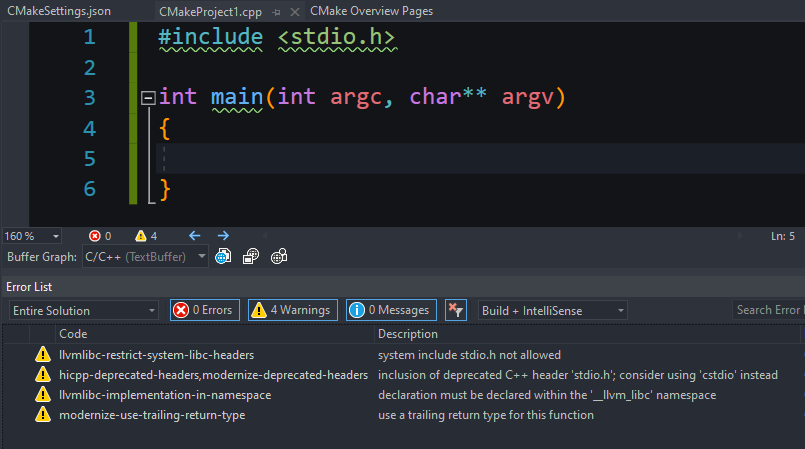 CMakeSettings.json CMakeProject1.cpp CMake Overview Pages
1 #include <stdio.h>
2
3 int main(int argc, char** argv)
4 {
5
6 }
160 % 0 4 Ln: 5
Buffer Graph: C/C++ (TextBuffer)
Error List
Entire Solution 0 Errors 4 Warnings 0 Messages Build + IntelliSense Search Error
Code Description
llvmlibc-restrict-system-libc-headers system include stdio.h not allowed
hicpp-deprecated-headers,modernize-deprecated-headers inclusion of deprecated C++ header 'stdio.h'; consider using 'cstdio' instead
llvmlibc-implementation-in-namespace declaration must be declared within the '__llvm_libc' namespace
modernize-use-trailing-return-type use a trailing return type for this function